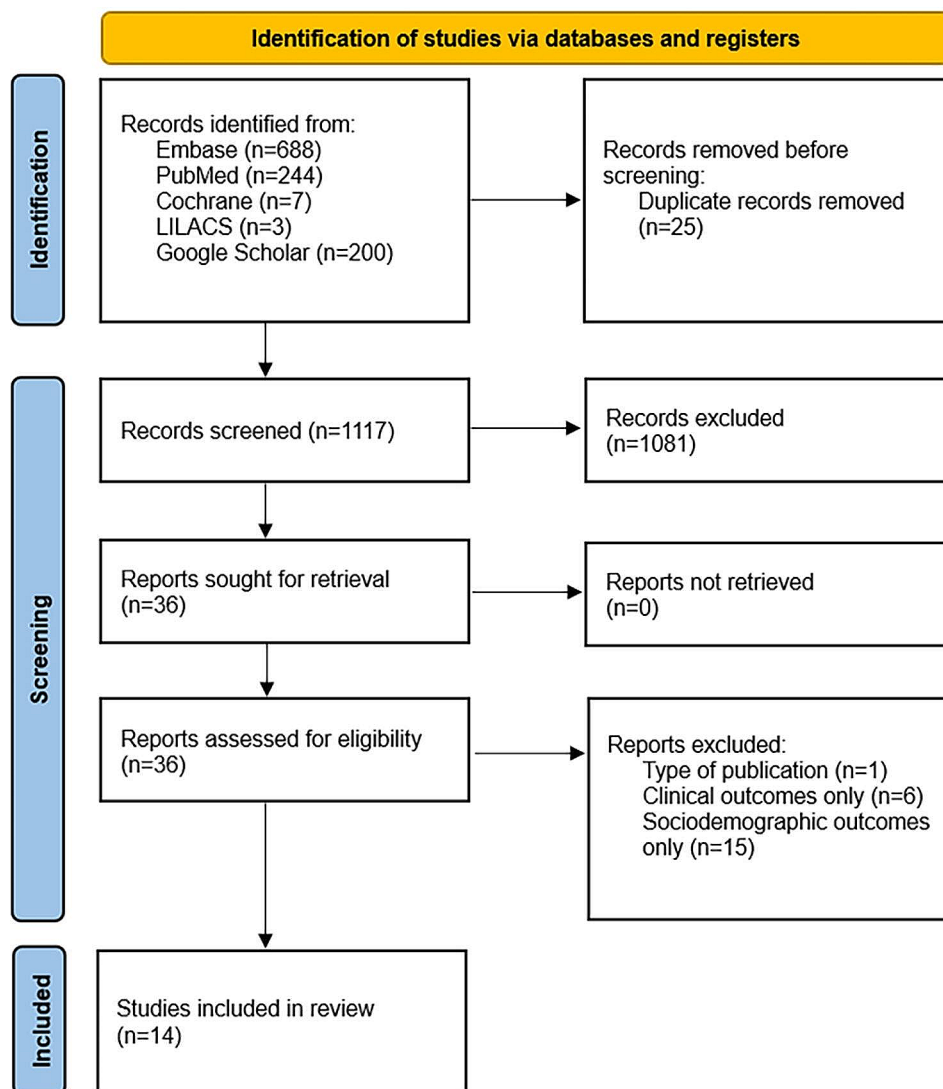 Identification of studies via databases and registers
Identification
Records identified from:
Embase (n=688)
PubMed (n=244)
Cochrane (n=7)
LILACS (n=3)
Google Scholar (n=200)
Records removed before
screening:
Duplicate records removed
(n=25)
Screening
Records screened (n=1117)
Records excluded
(n=1081)
Reports sought for retrieval
(n=36)
Reports not retrieved
(n=0)
Reports assessed for eligibility
(n=36)
Reports excluded:
Type of publication (n=1)
Clinical outcomes only (n=6)
Sociodemographic outcomes
only (n=15)
Included
Studies included in review
(n=14)